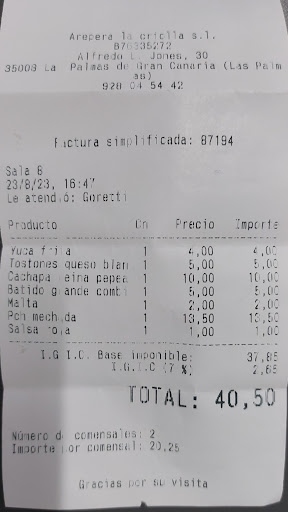 Arepera la criolla s.l.
B76335272
Alfredo L. Jones, 30
35008 La Palmas de Gran Canaria (Las Palm
as)
928 04 54 42
Factura simplificada: 87194
Sala 8
23/8/23, 16:47
Le atendió: Goretti
Producto Cn Precio Importe
Yuca frita 1 4,00 4,00
Tostones queso blan 1 5,00 5,00
Cachapa reina pepea 1 10,00 10,00
Batido grande combi 1 5,00 5,00
Malta 1 2,00 2,00
Pch mechada 1 13,50 13,50
Salsa roja 1 1,00 1,00
I.G.I.C. Base imponible: 37,85
I.G.I.C (7 %) 2,65
TOTAL: 40,50
Número de comensales: 2
Importe por comensal: 20,25
Gracias por su visita